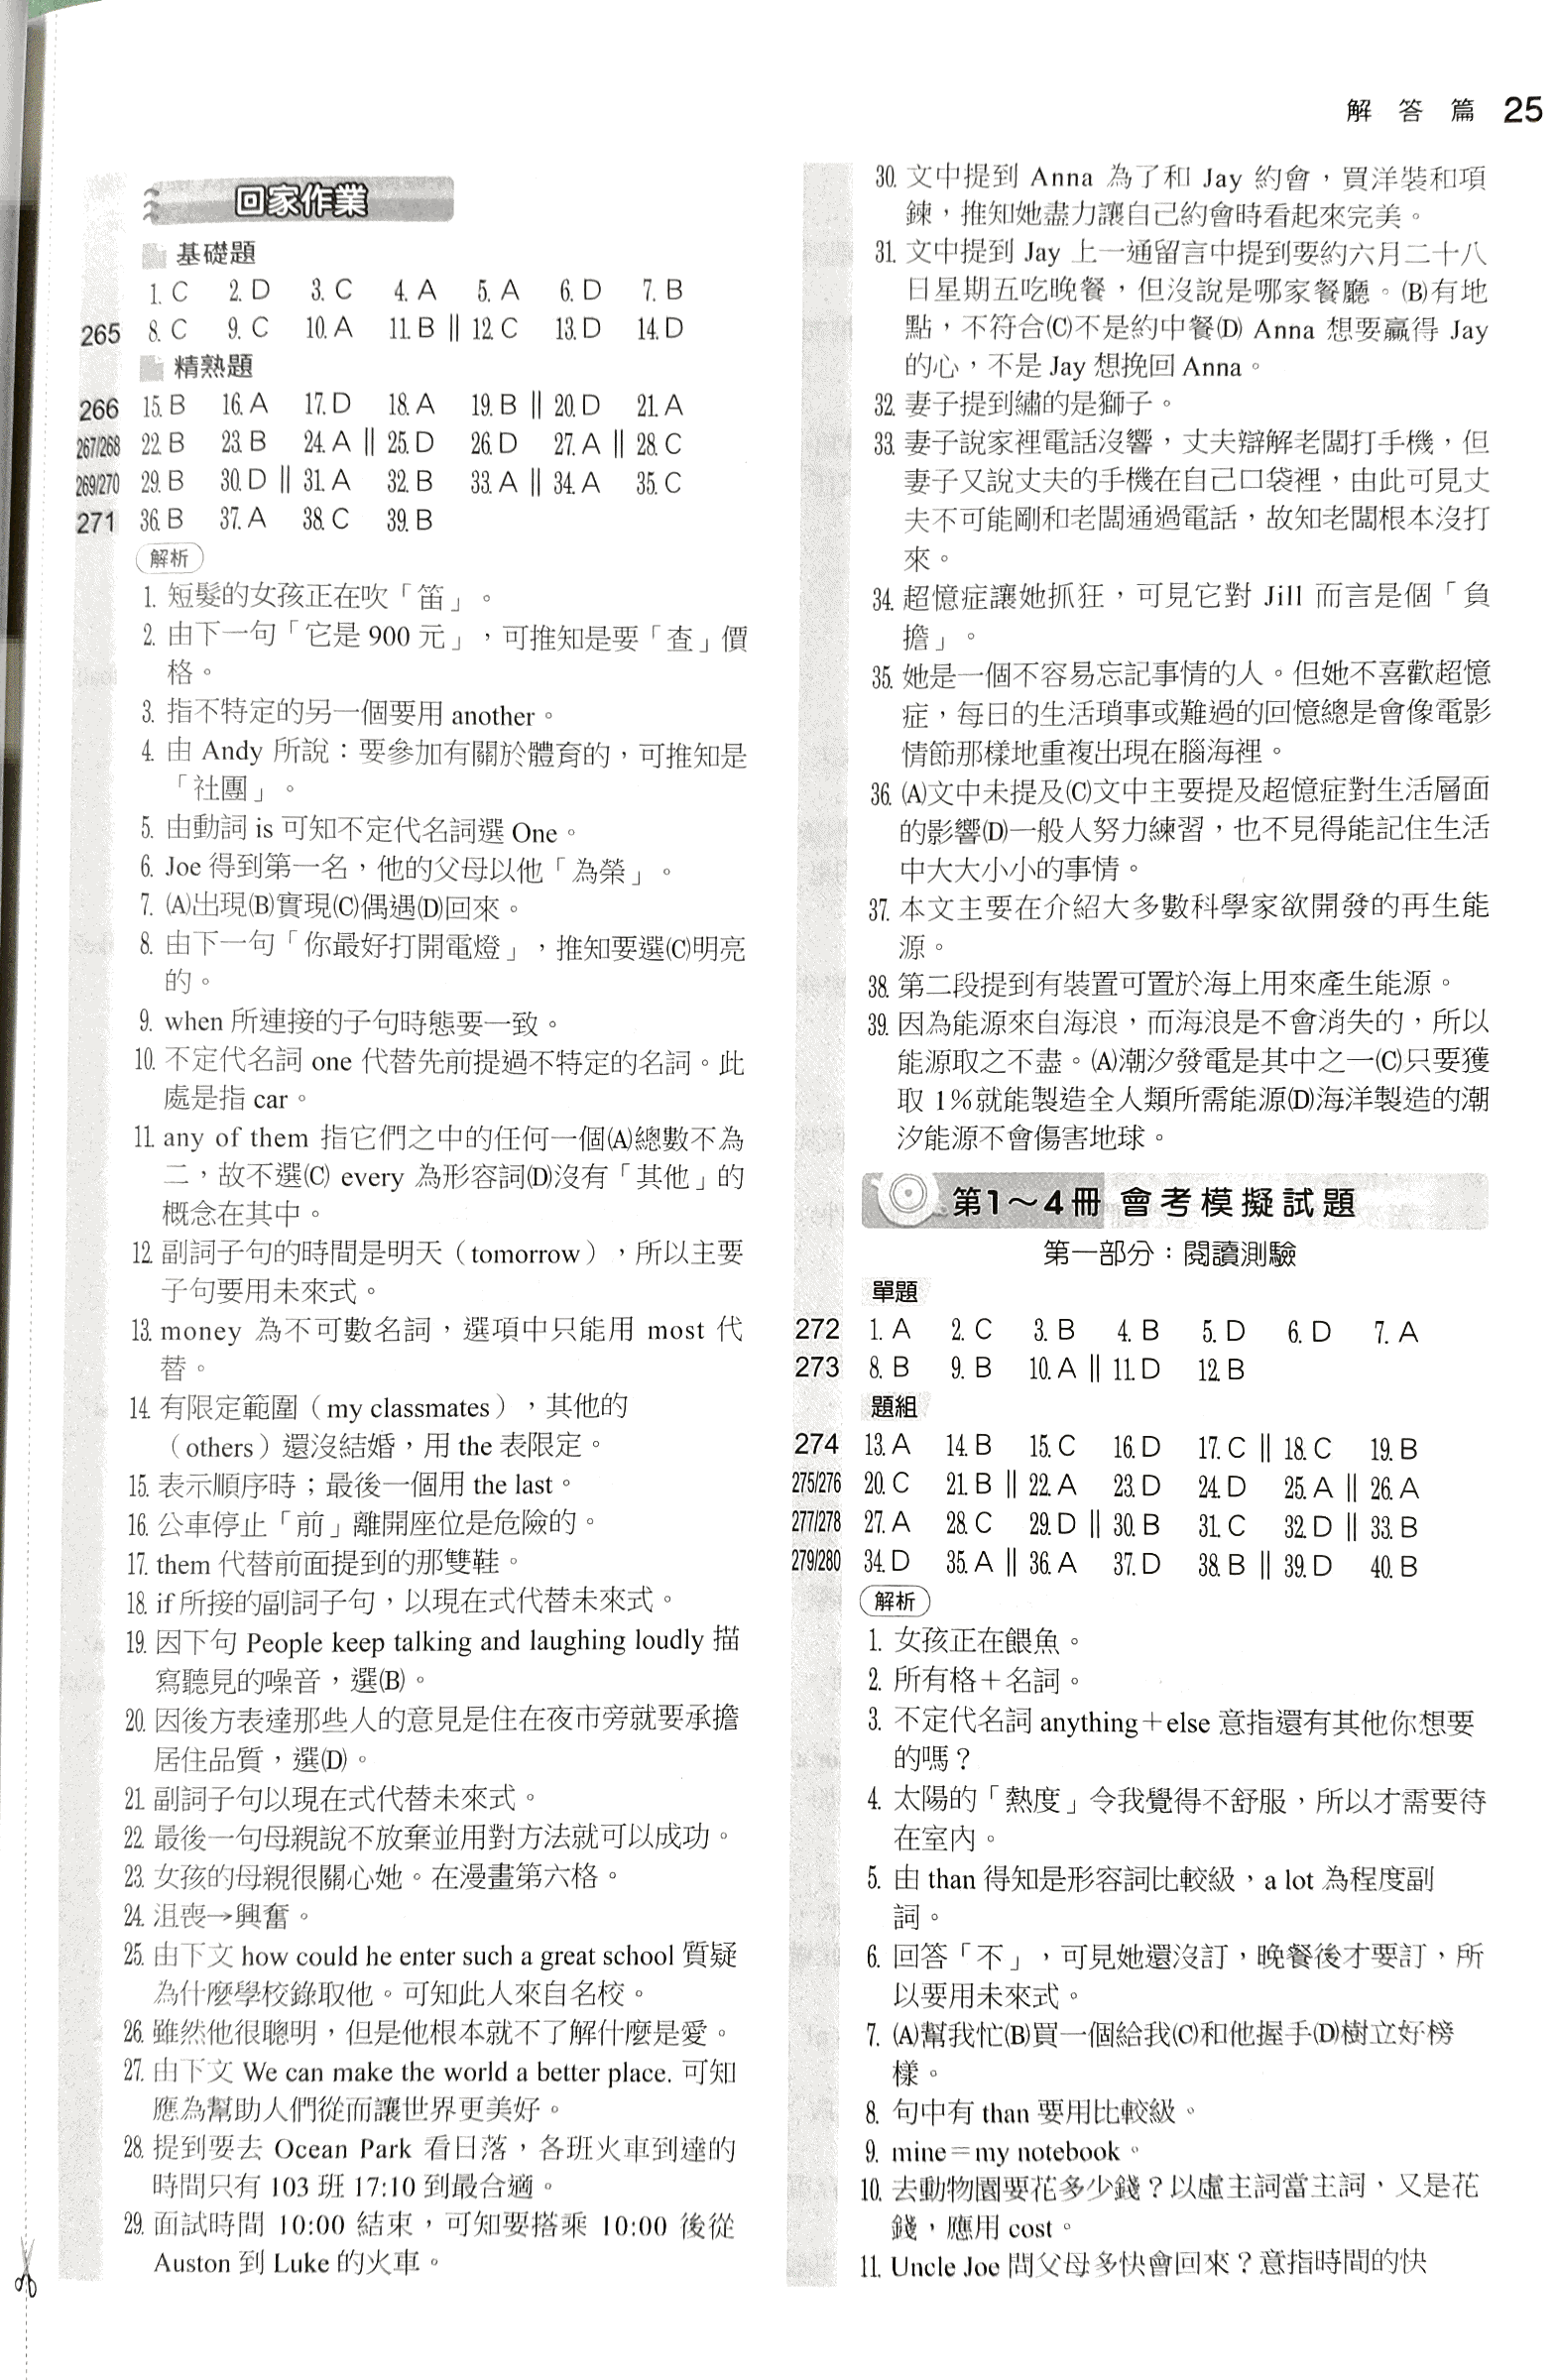 解答篇 25
回家作業
基礎題
1. C 2. D 3. C 4. A 5. A 6. D 7. B
265 8. C 9. C 10. A 11. B ‖ 12. C 13. D 14. D
精熟題
266 15. B 16. A 17. D 18. A 19. B ‖ 20. D 21. A
267/268 22. B 23. B 24. A ‖ 25. D 26. D 27. A ‖ 28. C
269/270 29. B 30. D ‖ 31. A 32. B 33. A ‖ 34. A 35. C
271 36. B 37. A 38. C 39. B
解析
1. 短髮的女孩正在吹「笛」。
2. 由下一句「它是 900 元」,可推知是要「查」價
格。
3. 指不特定的另一個要用 another。
4. 由 Andy 所說:要參加有關於體育的,可推知是
「社團」。
5. 由動詞 is 可知不定代名詞選 One。
6. Joe 得到第一名,他的父母以他「為榮」。
7. (A)出現(B)實現(C)偶遇(D)回來。
8. 由下一句「你最好打開電燈」,推知要選(C)明亮
的。
9. when 所連接的子句時態要一致。
10. 不定代名詞 one 代替先前提過不特定的名詞。此
處是指 car。
11. any of them 指它們之中的任何一個(A)總數不為
二,故不選(C) every 為形容詞(D)沒有「其他」的
概念在其中。
12. 副詞子句的時間是明天(tomorrow),所以主要
子句要用未來式。
13. money 為不可數名詞,選項中只能用 most 代
替。
14. 有限定範圍(my classmates),其他的
(others)還沒結婚,用 the 表限定。
15. 表示順序時;最後一個用 the last。
16. 公車停止「前」離開座位是危險的。
17. them 代替前面提到的那雙鞋。
18. if 所接的副詞子句,以現在式代替未來式。
19. 因下句 People keep talking and laughing loudly 描
寫聽見的噪音,選(B)。
20. 因後方表達那些人的意見是住在夜市旁就要承擔
居住品質,選(D)。
21. 副詞子句以現在式代替未來式。
22. 最後一句母親說不放棄並用對方法就可以成功。
23. 女孩的母親很關心她。在漫畫第六格。
24. 沮喪→興奮。
25. 由下文 how could he enter such a great school 質疑
為什麼學校錄取他。可知此人來自名校。
26. 雖然他很聰明,但是他根本就不了解什麼是愛。
27. 由下文 We can make the world a better place. 可知
應為幫助人們從而讓世界更美好。
28. 提到要去 Ocean Park 看日落,各班火車到達的
時間只有 103 班 17:10 到最合適。
29. 面試時間 10:00 結束,可知要搭乘 10:00 後從
Auston 到 Luke 的火車。
30. 文中提到 Anna 為了和 Jay 約會,買洋裝和項
鍊,推知她盡力讓自己約會時看起來完美。
31. 文中提到 Jay 上一通留言中提到要約六月二十八
日星期五吃晚餐,但沒說是哪家餐廳。(B)有地
點,不符合(C)不是約中餐(D) Anna 想要贏得 Jay
的心,不是 Jay 想挽回 Anna。
32. 妻子提到繡的是獅子。
33. 妻子說家裡電話沒響,丈夫辯解老闆打手機,但
妻子又說丈夫的手機在自己口袋裡,由此可見丈
夫不可能剛和老闆通過電話,故知老闆根本沒打
來。
34. 超憶症讓她抓狂,可見它對 Jill 而言是個「負
擔」。
35. 她是一個不容易忘記事情的人。但她不喜歡超憶
症,每日的生活瑣事或難過的回憶總是會像電影
情節那樣地重複出現在腦海裡。
36. (A)文中未提及(C)文中主要提及超憶症對生活層面
的影響(D)一般人努力練習,也不見得能記住生活
中大大小小的事情。
37. 本文主要在介紹大多數科學家欲開發的再生能
源。
38. 第二段提到有裝置可置於海上用來產生能源。
39. 因為能源來自海浪,而海浪是不會消失的,所以
能源取之不盡。(A)潮汐發電是其中之一(C)只要獲
取 1%就能製造全人類所需能源(D)海洋製造的潮
汐能源不會傷害地球。
第1～4冊 會考模擬試題
第一部分:閱讀測驗
單題
272 1. A 2. C 3. B 4. B 5. D 6. D 7. A
273 8. B 9. B 10. A ‖ 11. D 12. B
題組
274 13. A 14. B 15. C 16. D 17. C ‖ 18. C 19. B
275/276 20. C 21. B ‖ 22. A 23. D 24. D 25. A ‖ 26. A
277/278 27. A 28. C 29. D ‖ 30. B 31. C 32. D ‖ 33. B
279/280 34. D 35. A ‖ 36. A 37. D 38. B ‖ 39. D 40. B
解析
1. 女孩正在餵魚。
2. 所有格＋名詞。
3. 不定代名詞 anything＋else 意指還有其他你想要
的嗎?
4. 太陽的「熱度」令我覺得不舒服,所以才需要待
在室內。
5. 由 than 得知是形容詞比較級,a lot 為程度副
詞。
6. 回答「不」,可見她還沒訂,晚餐後才要訂,所
以要用未來式。
7. (A)幫我忙(B)買一個給我(C)和他握手(D)樹立好榜
樣。
8. 句中有 than 要用比較級。
9. mine＝my notebook。
10. 去動物園要花多少錢?以虛主詞當主詞,又是花
錢,應用 cost。
11. Uncle Joe 問父母多快會回來?意指時間的快